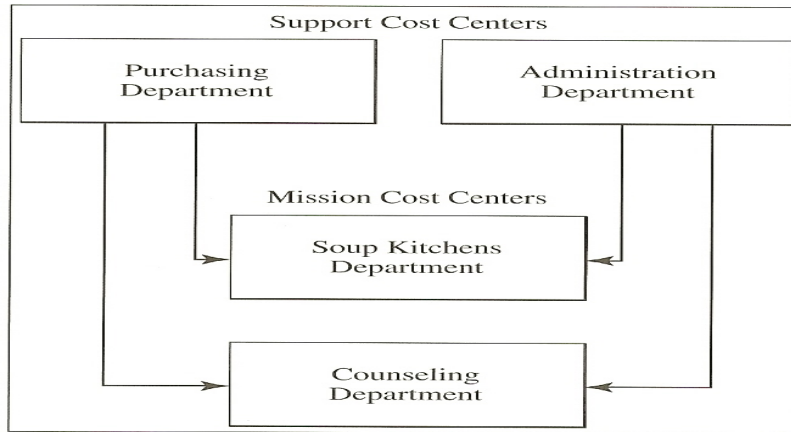 Support Cost Centers
Purchasing
Department
Administration
Department
Mission Cost Centers
Soup Kitchens
Department
Counseling
Department